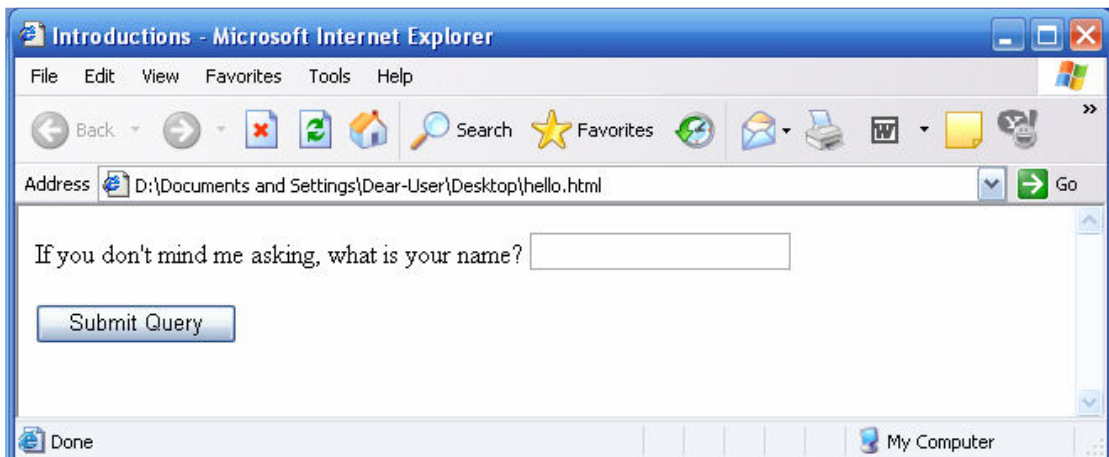 Introductions - Microsoft Internet Explorer
File Edit View Favorites Tools Help
Back Search Favorites W Y! »
Address D:\Documents and Settings\Dear-User\Desktop\hello.html Go
If you don't mind me asking, what is your name?
Submit Query
Done My Computer